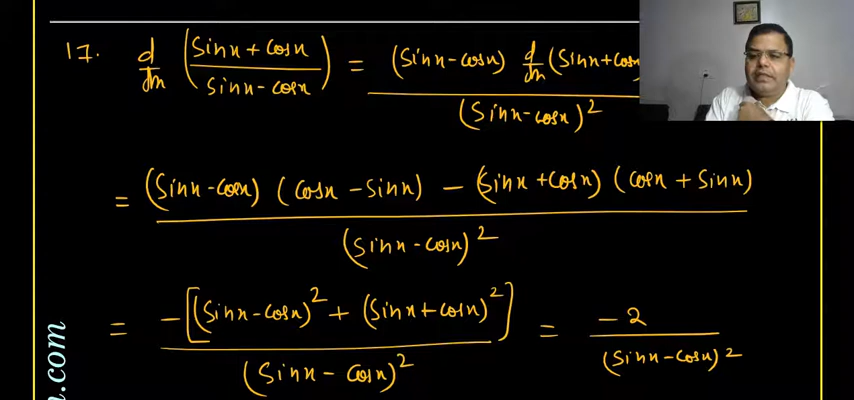 17. d/dx ((sinx + cosx)/(sinx - cosx)) = (sinx - cosx) d/dx (sinx + cosx)/(sinx - cosx)^2
= ((sinx - cosx) (cosx - sinx) - (sinx + cosx) (cosx + sinx))/(sinx - cosx)^2
= -[(sinx - cosx)^2 + (sinx + cosx)^2]/(sinx - cosx)^2 = -2/(sinx - cosx)^2
.com